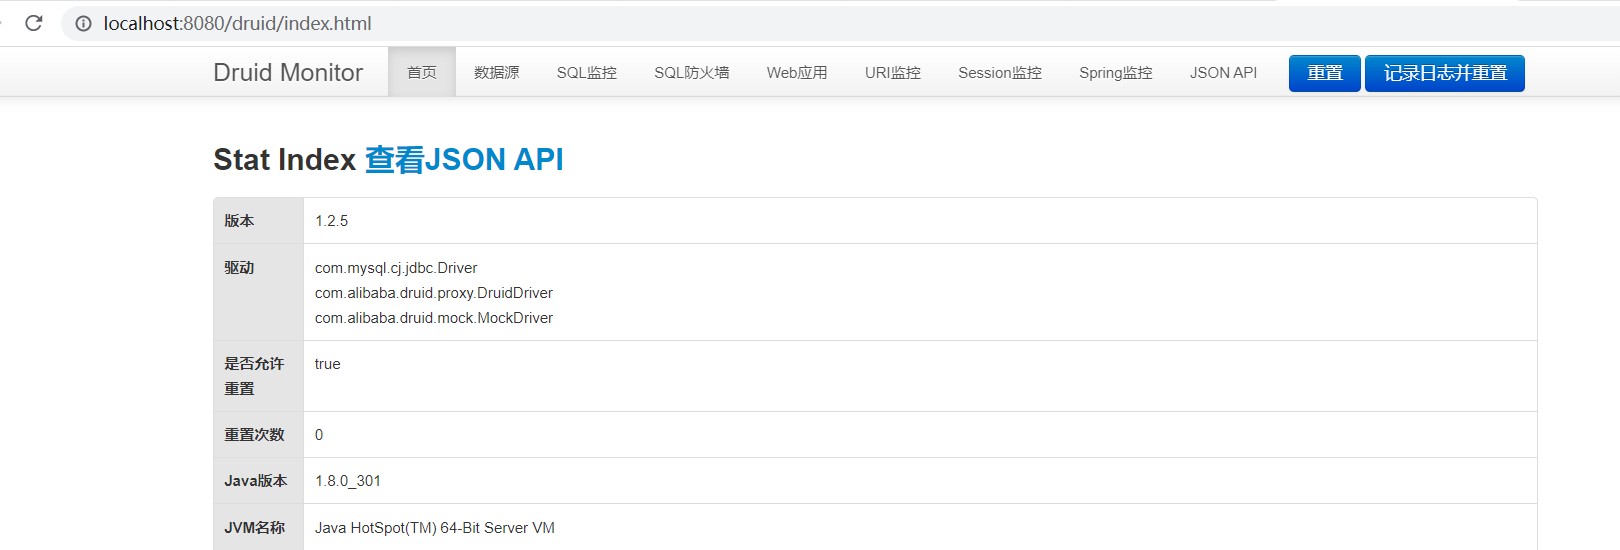 localhost:8080/druid/index.html
Druid Monitor 首页 数据源 SQL监控 SQL防火墙 Web应用 URI监控 Session监控 Spring监控 JSON API 重置 记录日志并重置
Stat Index 查看JSON API
版本 1.2.5
驱动 com.mysql.cj.jdbc.Driver
com.alibaba.druid.proxy.DruidDriver
com.alibaba.druid.mock.MockDriver
是否允许 true
重置
重置次数 0
Java版本 1.8.0_301
JVM名称 Java HotSpot(TM) 64-Bit Server VM